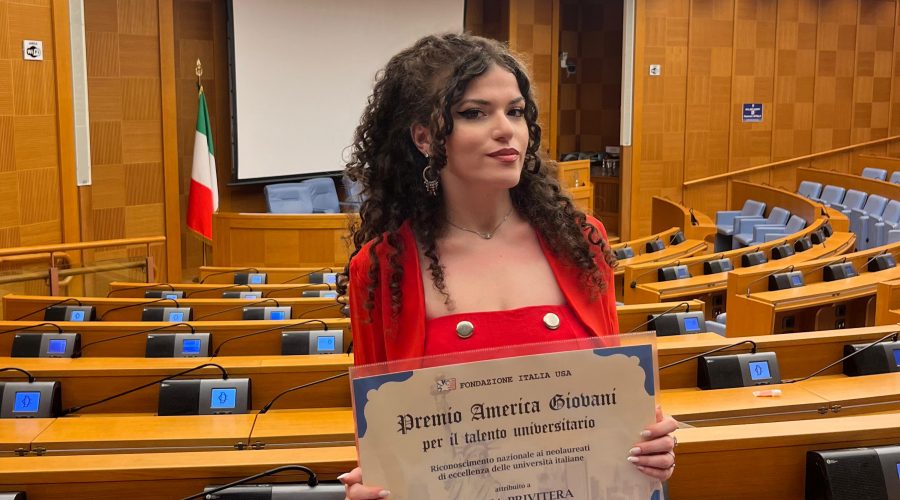 FONDAZIONE ITALIA USA
Premio America Giovani
per il talento universitario
Riconoscimento nazionale ai neolaureati
di eccellenza delle università italiane
attribuito a
PRIVITERA